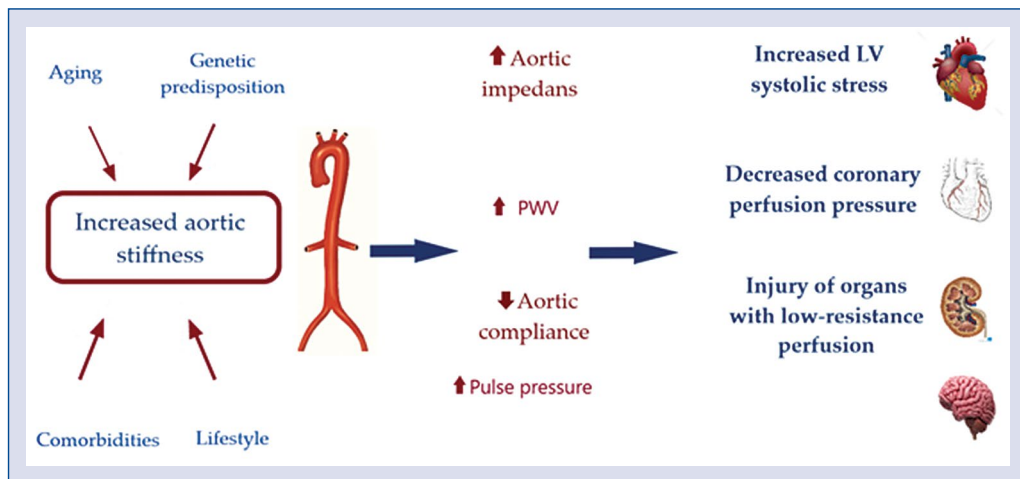 Aging
Genetic
predisposition
Increased aortic
stiffness
Comorbidities
Lifestyle
Aortic
impedans
PWV
Aortic
compliance
Pulse pressure
Increased LV
systolic stress
Decreased coronary
perfusion pressure
Injury of organs
with low-resistance
perfusion